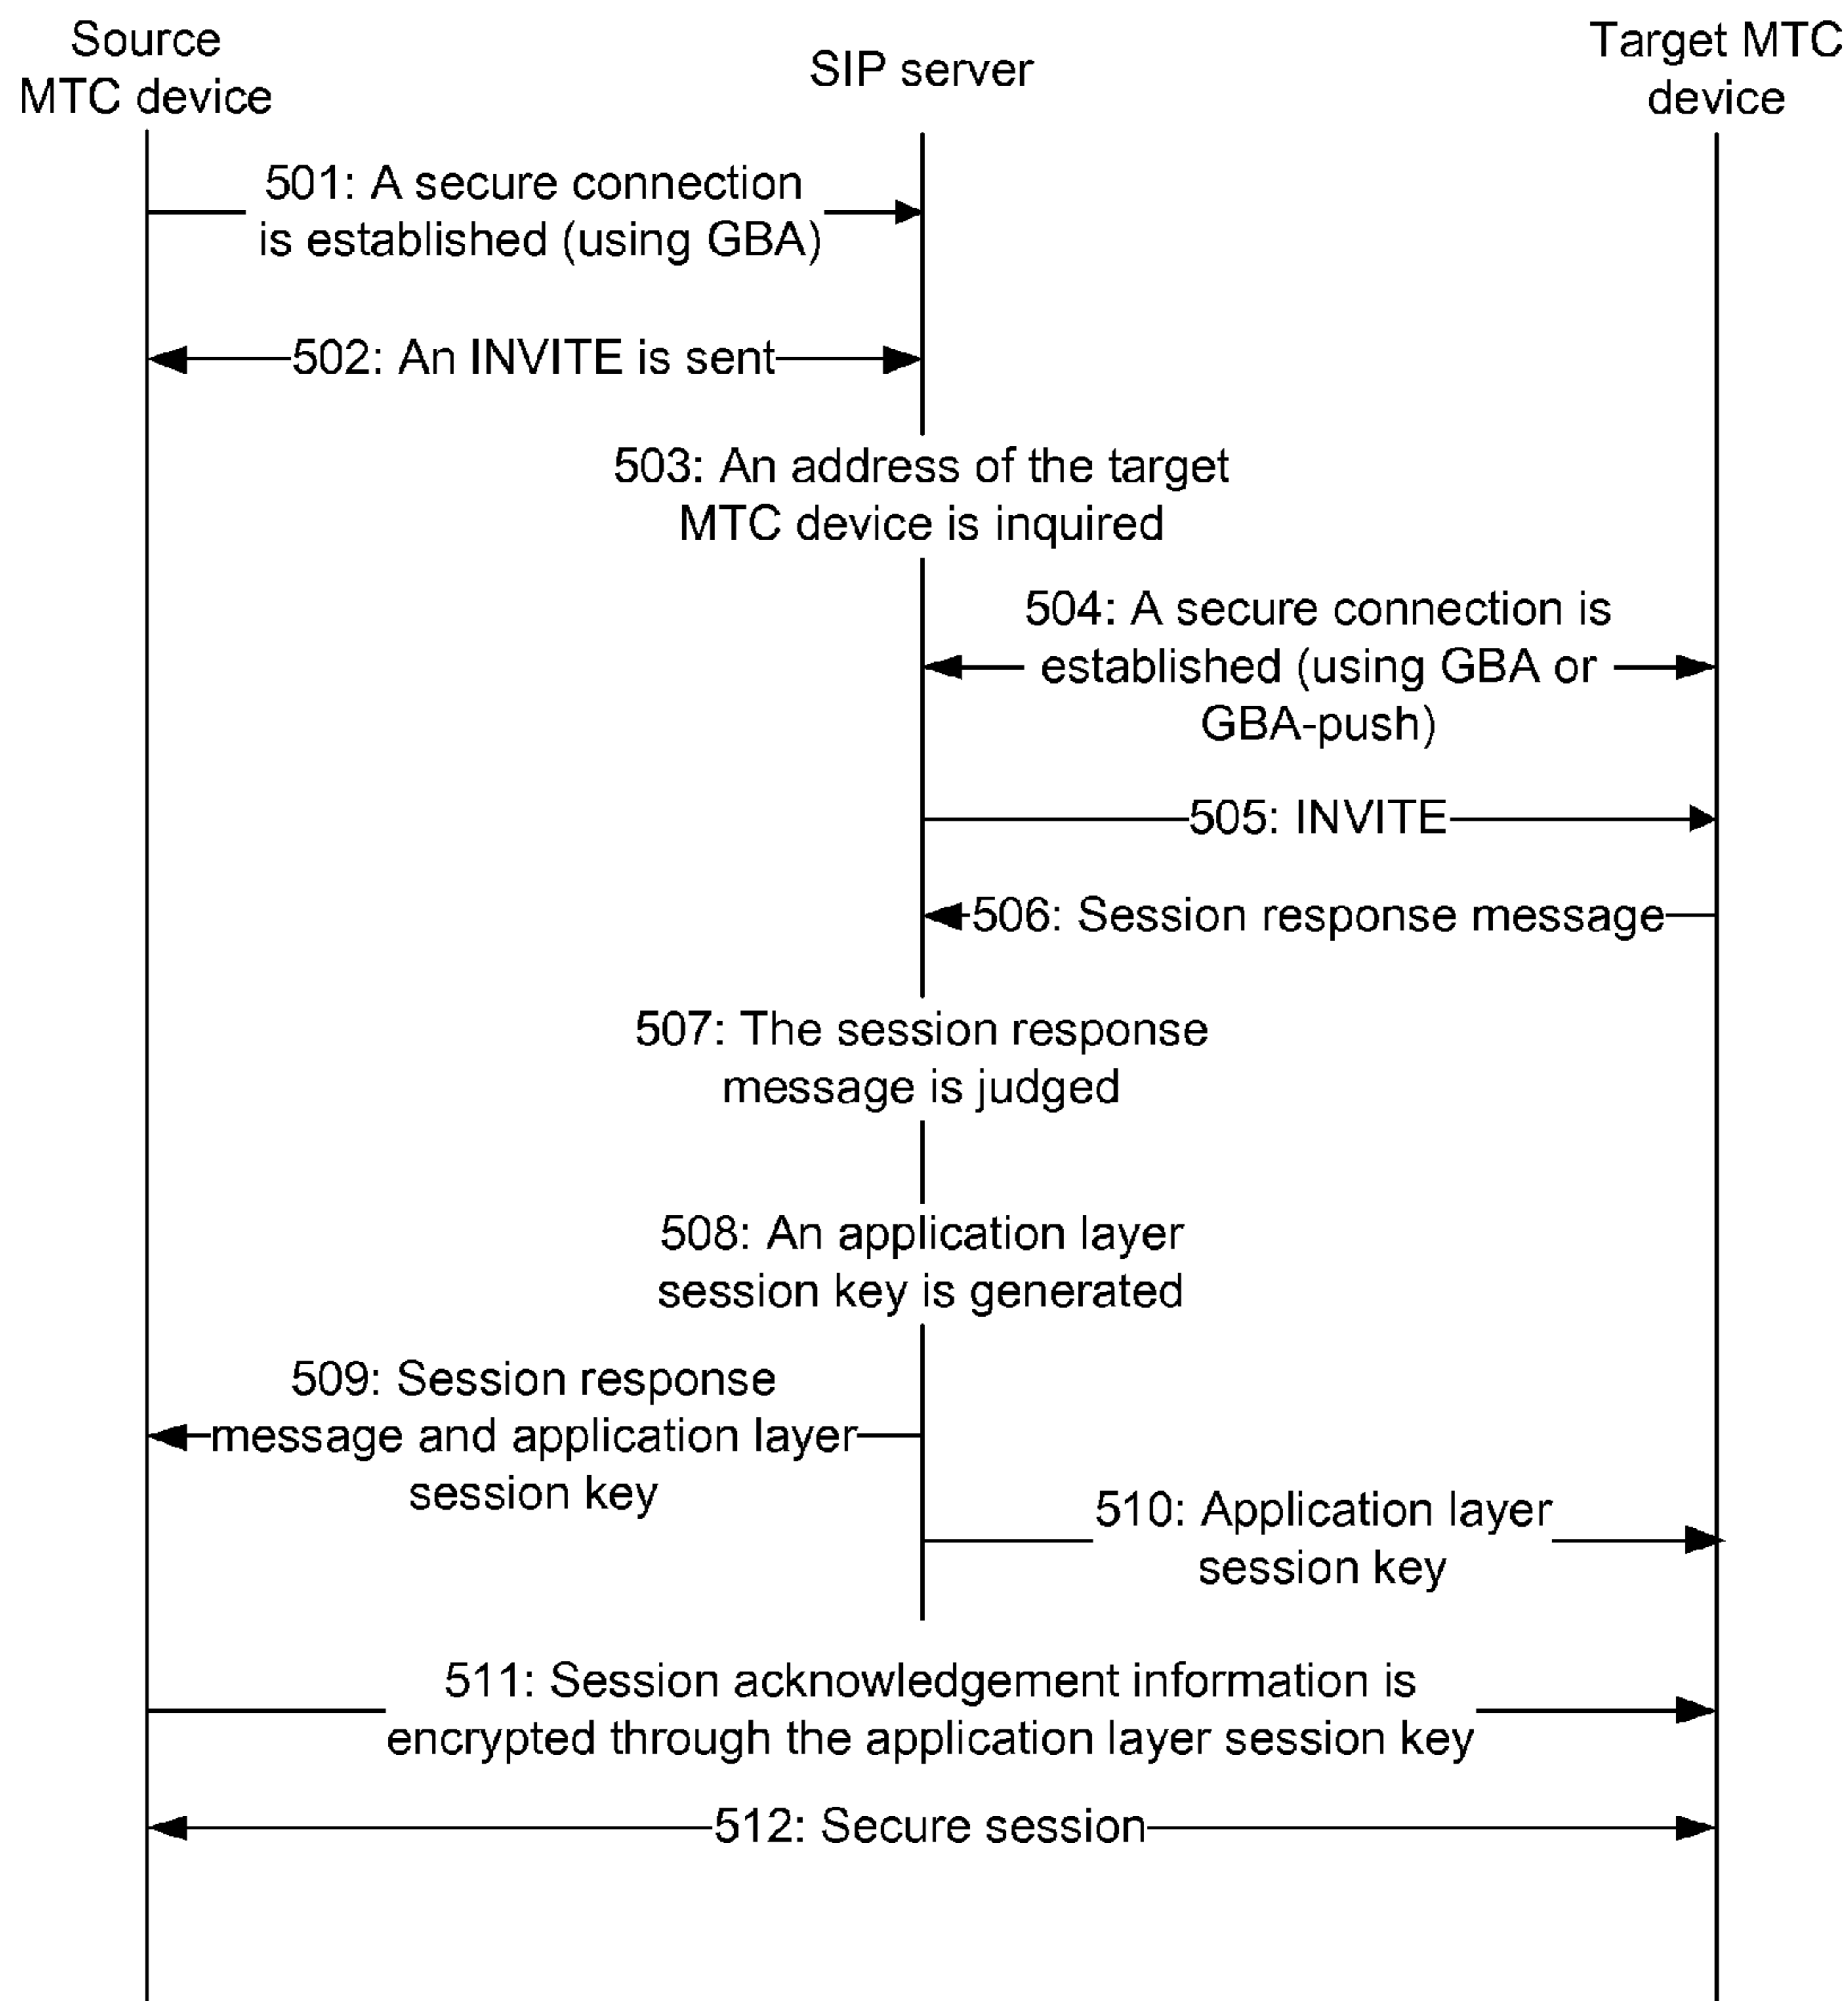 Source
MTC device
SIP server
Target MTC
device
501: A secure connection
is established (using GBA)
502: An INVITE is sent
503: An address of the target
MTC device is inquired
504: A secure connection is
established (using GBA or
GBA-push)
505: INVITE
506: Session response message
507: The session response
message is judged
508: An application layer
session key is generated
509: Session response
message and application layer
session key
510: Application layer
session key
511: Session acknowledgement information is
encrypted through the application layer session key
512: Secure session